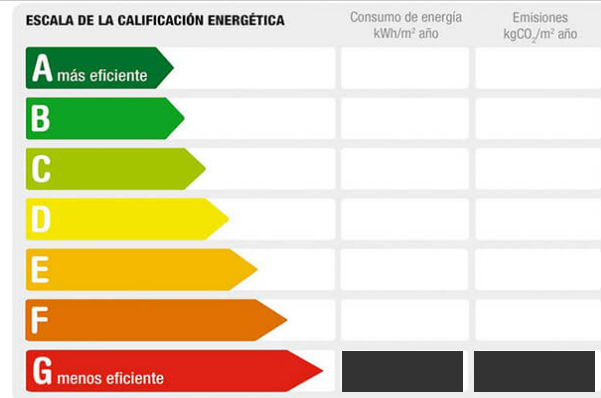 ESCALA DE LA CALIFICACIÓN ENERGÉTICA
Consumo de energía
kWh/m² año
Emisiones
kgCO₂/m² año
A más eficiente
B
C
D
E
F
G menos eficiente